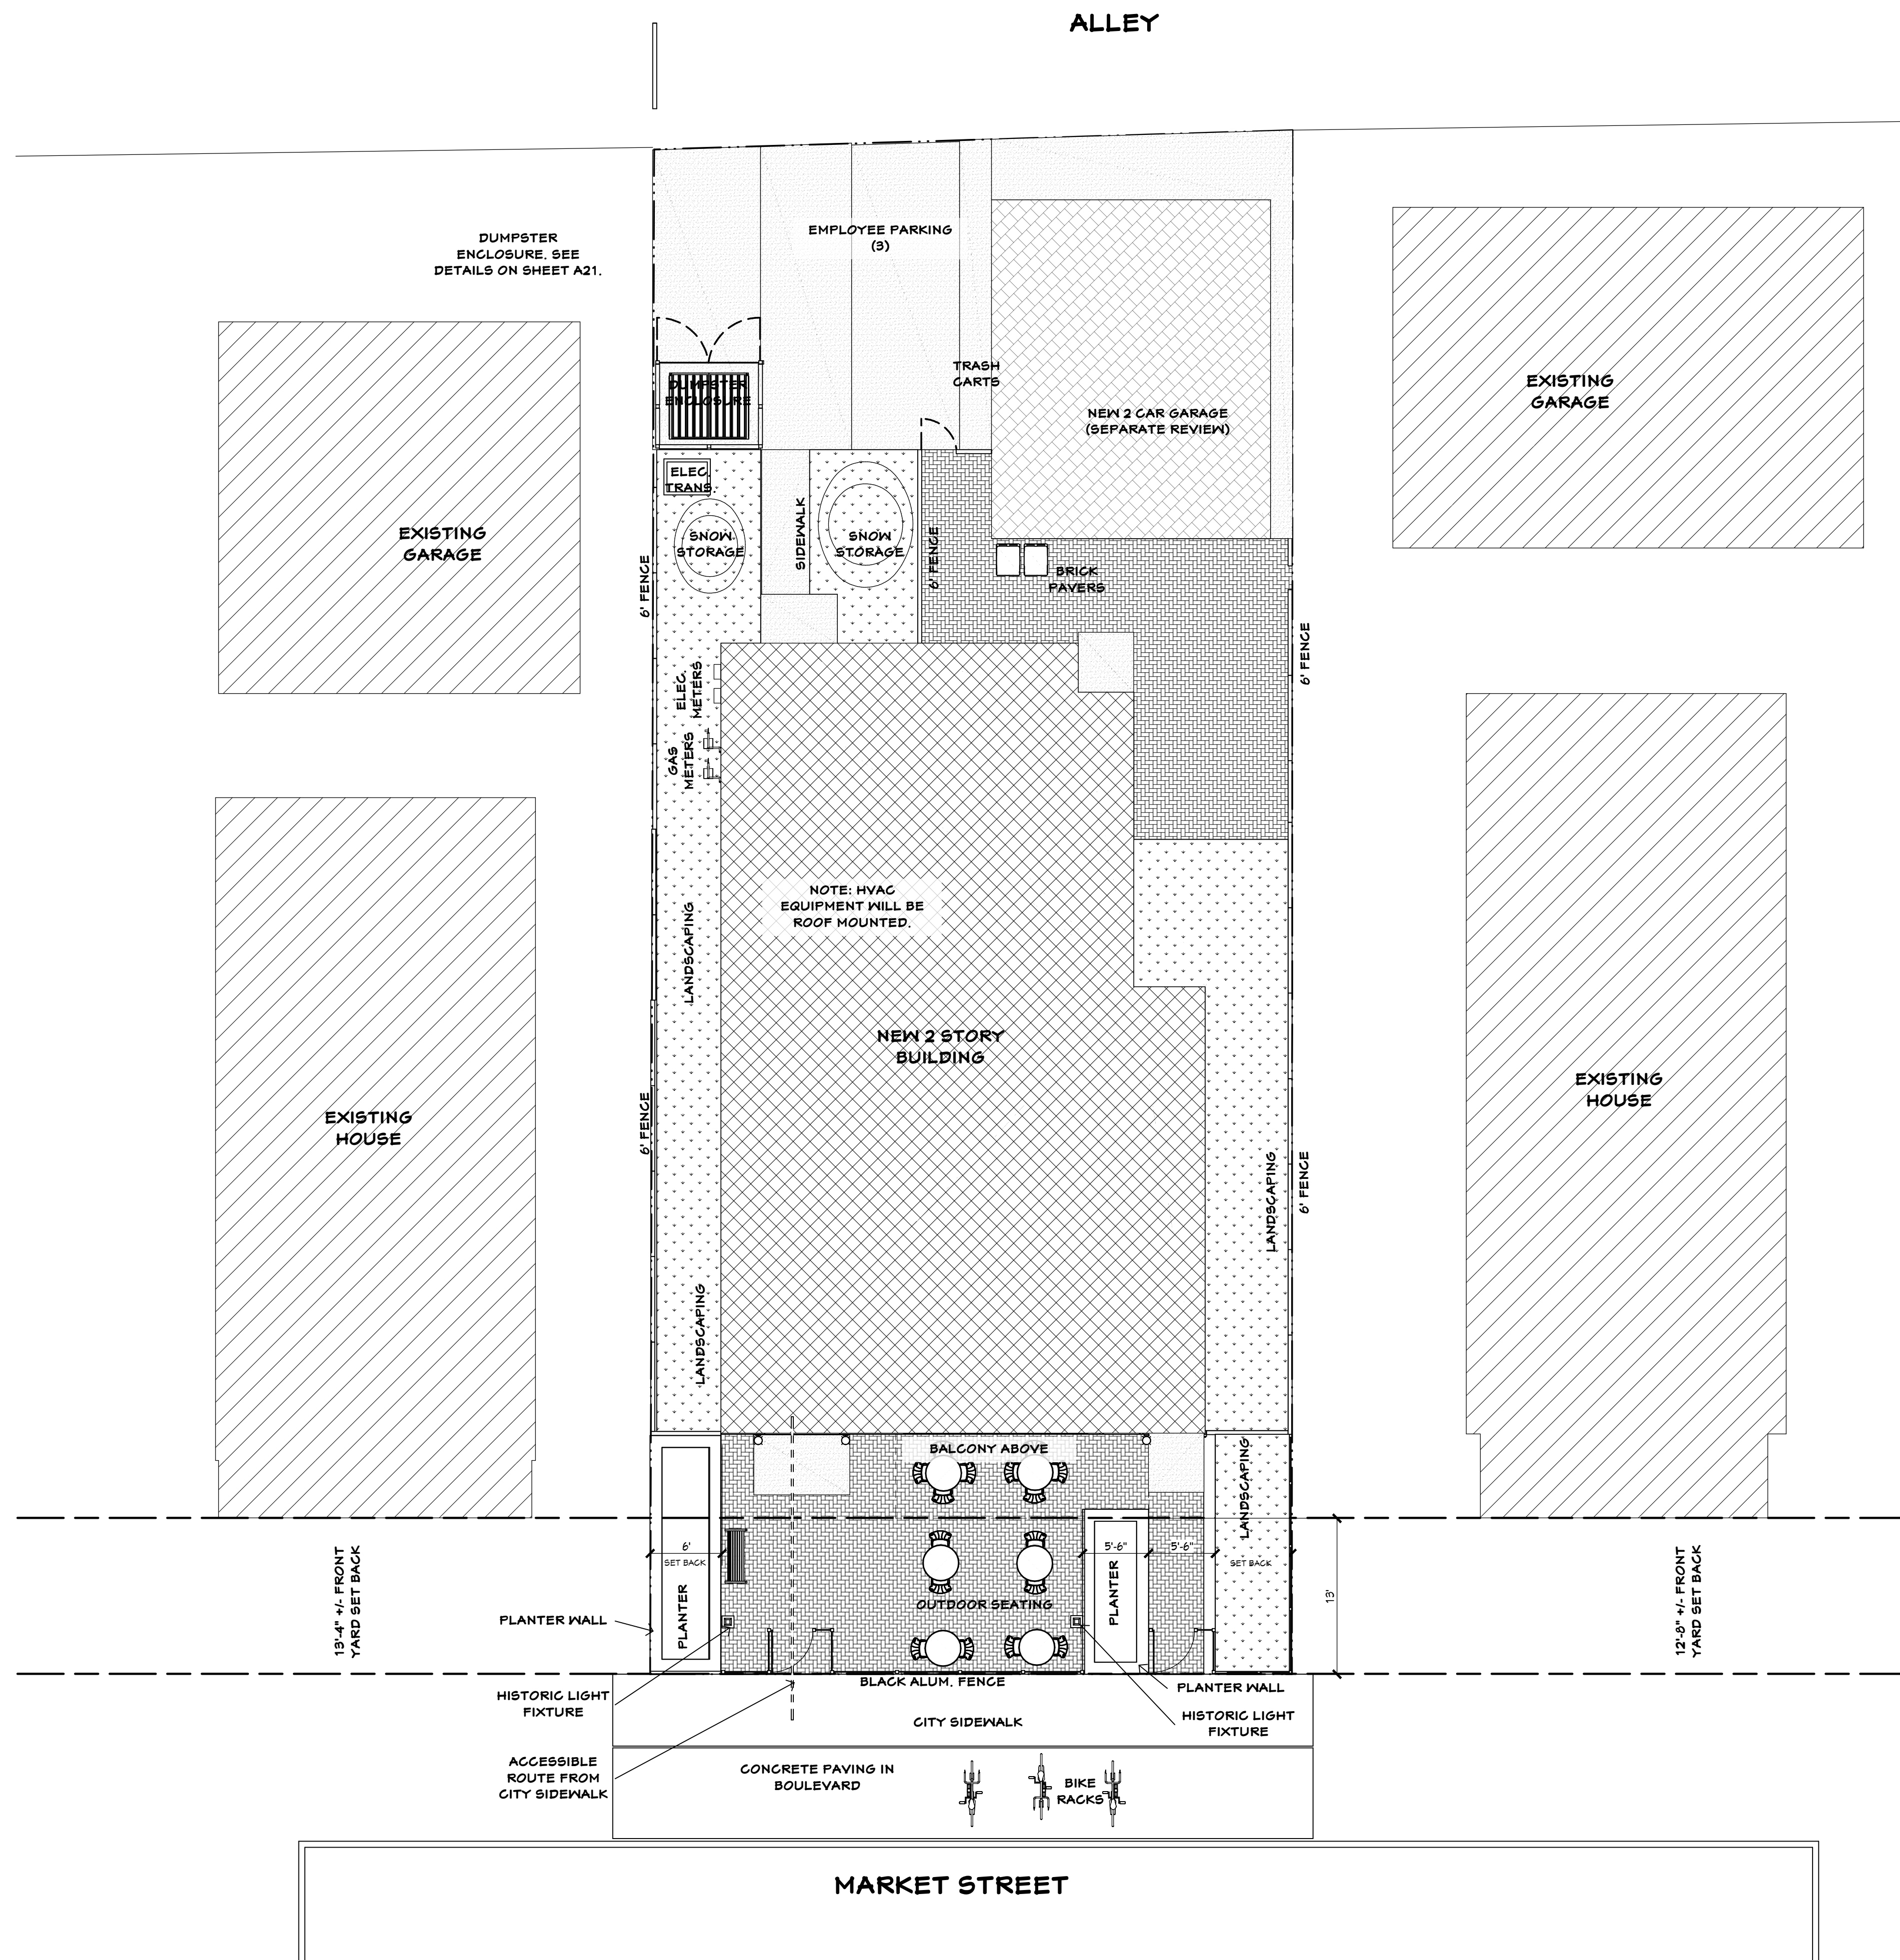 ALLEY
DUMPSTER
ENCLOSURE. SEE
DETAILS ON SHEET A21.
EMPLOYEE PARKING
(3)
TRASH
CARTS
NEW 2 CAR GARAGE
(SEPARATE REVIEW)
EXISTING
GARAGE
DUMPSTER
ENCLOSURE
ELEC.
TRANS.
SNOW
STORAGE
SIDEWALK
SNOW
STORAGE
6' FENCE
BRICK
PAVERS
EXISTING
GARAGE
6' FENCE
6' FENCE
ELEC.
METERS
GAS
METERS
NOTE: HVAC
EQUIPMENT WILL BE
ROOF MOUNTED.
LANDSCAPING
NEW 2 STORY
BUILDING
EXISTING
HOUSE
EXISTING
HOUSE
6' FENCE
LANDSCAPING
6' FENCE
LANDSCAPING
BALCONY ABOVE
LANDSCAPING
13'-4" +/- FRONT
YARD SET BACK
6'
SET BACK
PLANTER
5'-6"
5'-6"
SET BACK
PLANTER
13'
12'-8" +/- FRONT
YARD SET BACK
OUTDOOR SEATING
PLANTER WALL
BLACK ALUM. FENCE
PLANTER WALL
HISTORIC LIGHT
FIXTURE
CITY SIDEWALK
HISTORIC LIGHT
FIXTURE
ACCESSIBLE
ROUTE FROM
CITY SIDEWALK
CONCRETE PAVING IN
BOULEVARD
BIKE
RACKS
MARKET STREET